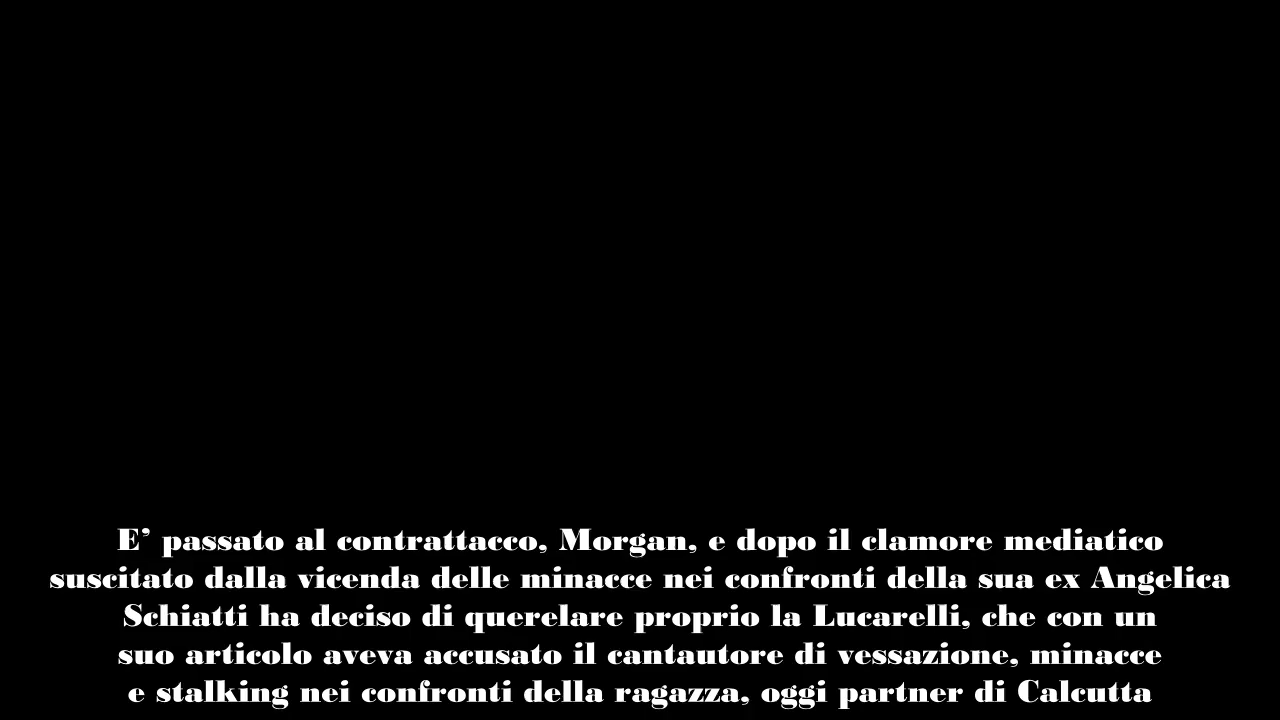 E’ passato al contrattacco, Morgan, e dopo il clamore mediatico
suscitato dalla vicenda delle minacce nei confronti della sua ex Angelica
Schiatti ha deciso di querelare proprio la Lucarelli, che con un
suo articolo aveva accusato il cantautore di vessazione, minacce
e stalking nei confronti della ragazza, oggi partner di Calcutta